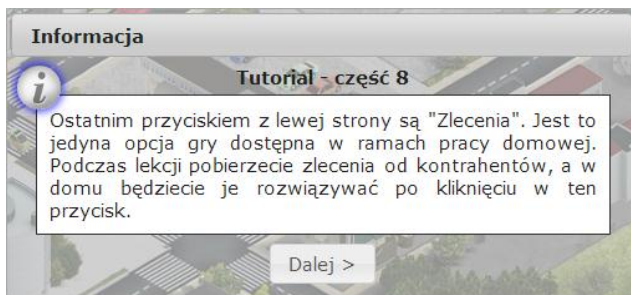 Informacja
Tutorial - część 8
i
Ostatnim przyciskiem z lewej strony są "Zlecenia". Jest to
jedyna opcja gry dostępna w ramach pracy domowej.
Podczas lekcji pobierzecie zlecenia od kontrahentów, a w
domu będziecie je rozwiązywać po kliknięciu w ten
przycisk.
Dalej >